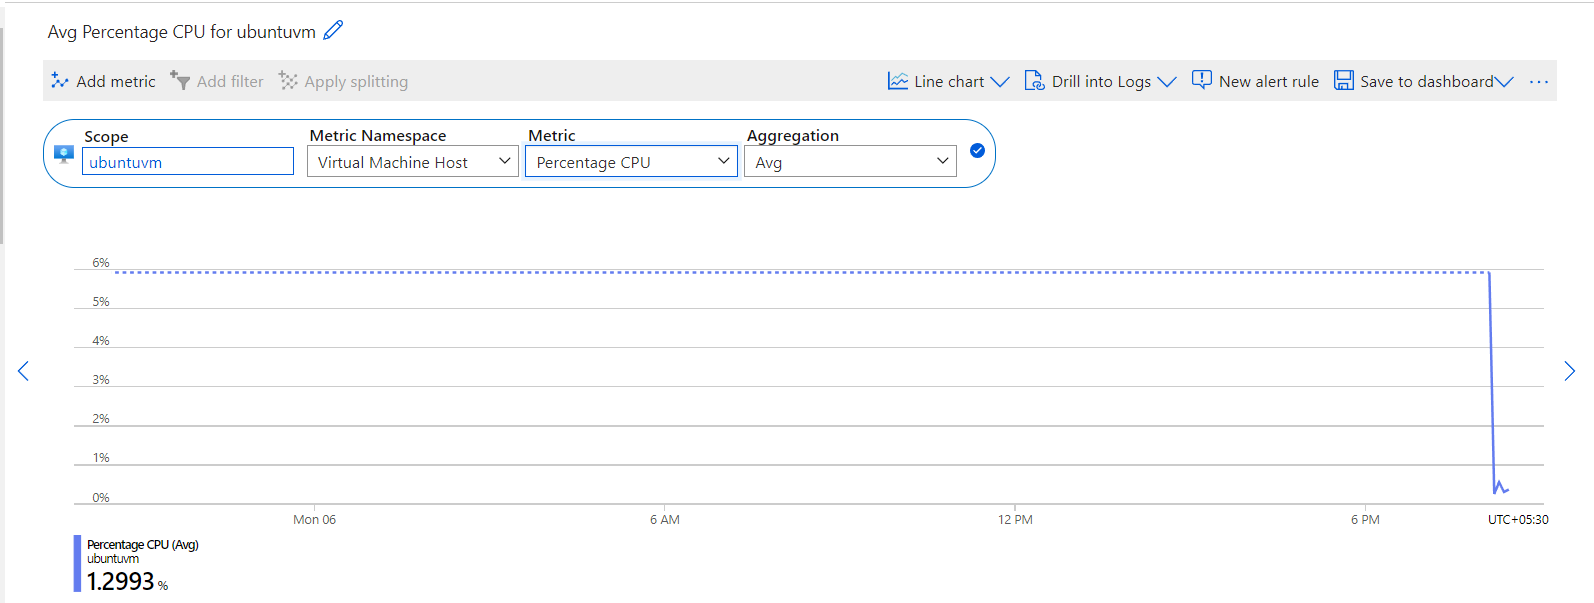 Avg Percentage CPU for ubuntuvm
Add metric Add filter Apply splitting Line chart Drill into Logs New alert rule Save to dashboard ...
Scope Metric Namespace Metric Aggregation
ubuntuvm Virtual Machine Host Percentage CPU Avg
6%
5%
4%
3%
2%
1%
0%
Mon 06 6 AM 12 PM 6 PM UTC+05:30
Percentage CPU (Avg)
ubuntuvm
1.2993 %